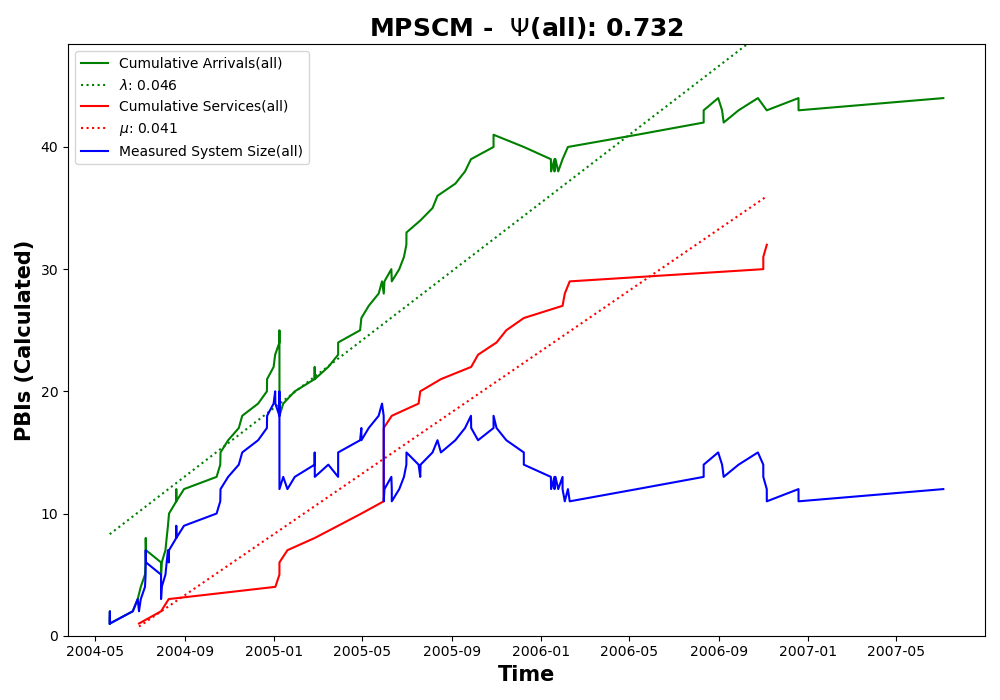 MPSCM - Ψ(all): 0.732
Cumulative Arrivals(all)
λ: 0.046
Cumulative Services(all)
μ: 0.041
Measured System Size(all)
PBIs (Calculated)
40
30
20
10
0
2004-05 2004-09 2005-01 2005-05 2005-09 2006-01 2006-05 2006-09 2007-01 2007-05
Time